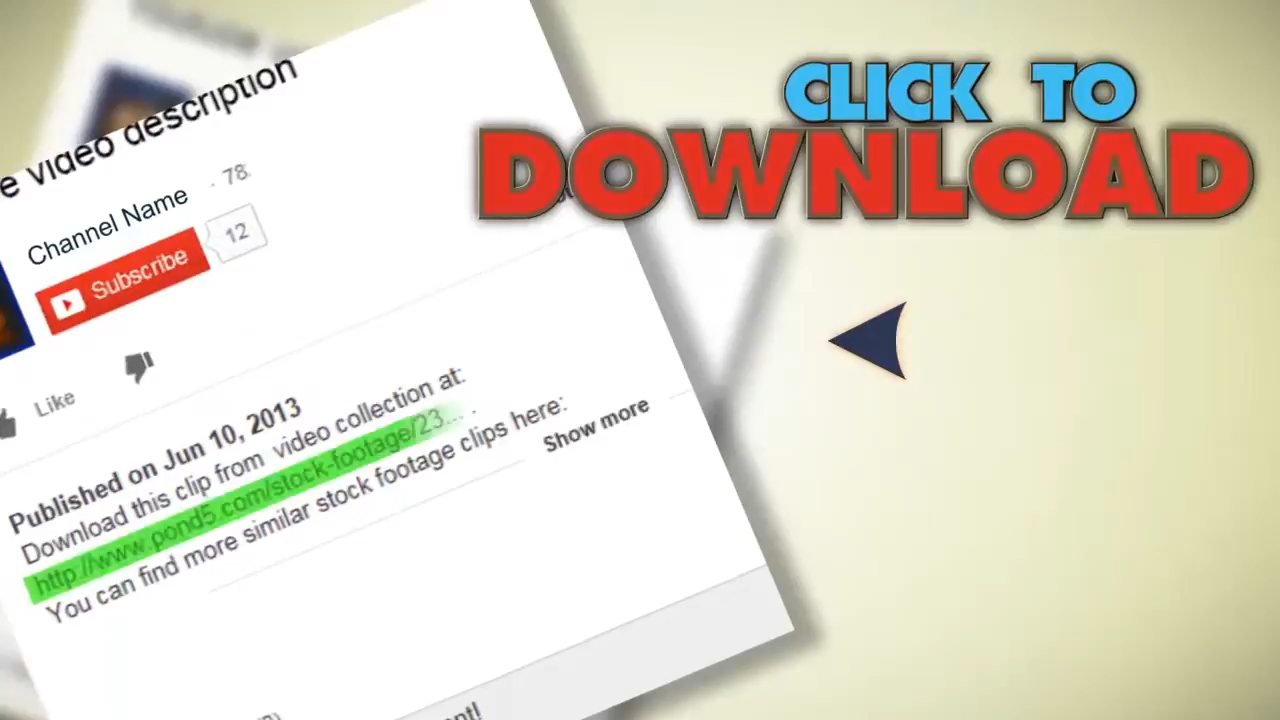 CLICK TO
DOWNLOAD
e video description
Channel Name
78
Subscribe
12
Like
Published on Jun 10, 2013
Download this clip from video collection at:
http://www.pond5.com/stock-footage/23...
You can find more similar stock footage clips here:
Show more